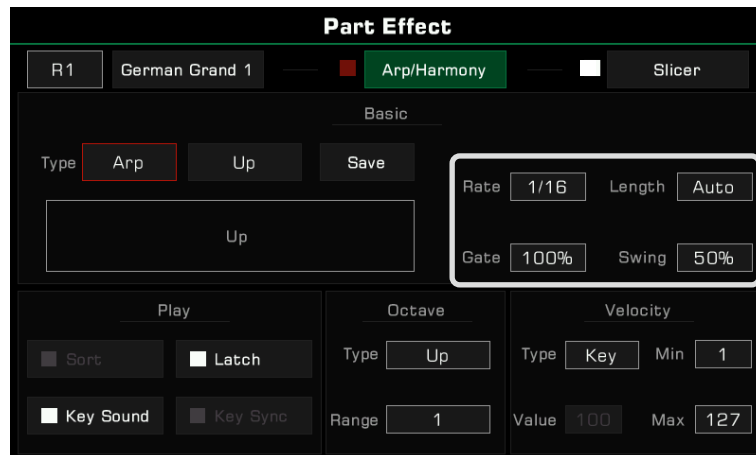 Part Effect
R1 German Grand 1 Arp/Harmony Slicer
Basic
Type Arp Up Save
Rate 1/16 Length Auto
Up
Gate 100% Swing 50%
Play Octave Velocity
Sort Latch Type Up Type Key Min 1
Key Sound Key Sync Range 1 Value 100 Max 127